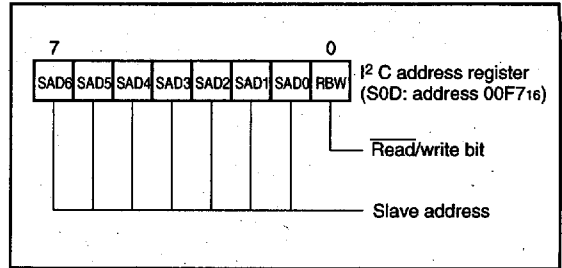 7 0
SAD6 SAD5 SAD4 SAD3 SAD2 SAD1 SAD0 RBW
I² C address register
(S0D: address 00F7₁₆)
R̅e̅a̅d̅/write bit
Slave address